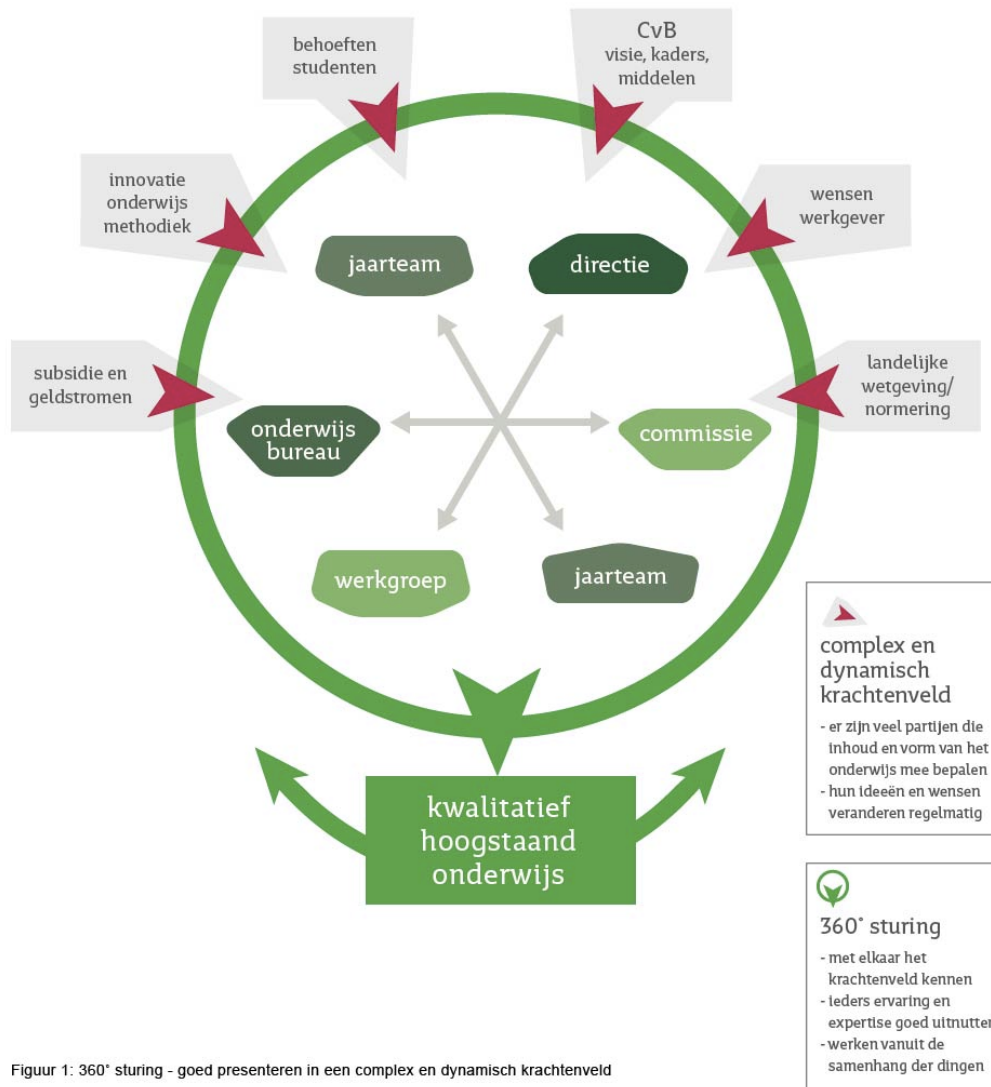 behoeften
studenten
CvB
visie, kaders,
middelen
innovatie
onderwijs
methodiek
wensen
werkgever
jaarteam
directie
subsidie en
geldstromen
landelijke
wetgeving/
normering
onderwijs
bureau
commissie
werkgroep
jaarteam
kwalitatief
hoogstaand
onderwijs
complex en
dynamisch
krachtenveld
- er zijn veel partijen die
inhoud en vorm van het
onderwijs mee bepalen
- hun ideeën en wensen
veranderen regelmatig
360° sturing
- met elkaar het
krachtenveld kennen
- ieders ervaring en
expertise goed uitnutten
- werken vanuit de
samenhang der dingen
Figuur 1: 360° sturing - goed presenteren in een complex en dynamisch krachtenveld